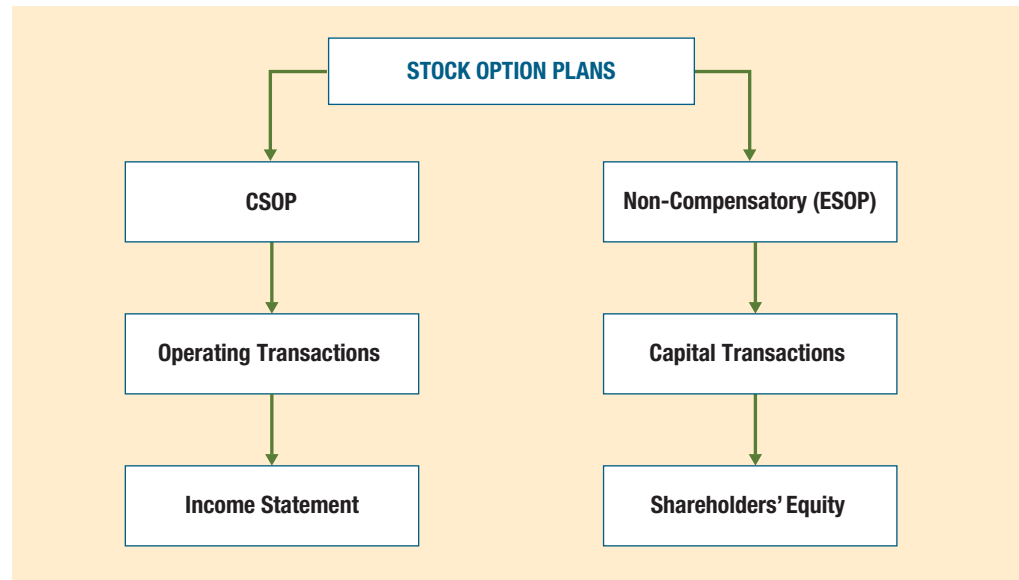 STOCK OPTION PLANS
CSOP
Non-Compensatory (ESOP)
Operating Transactions
Capital Transactions
Income Statement
Shareholders’ Equity